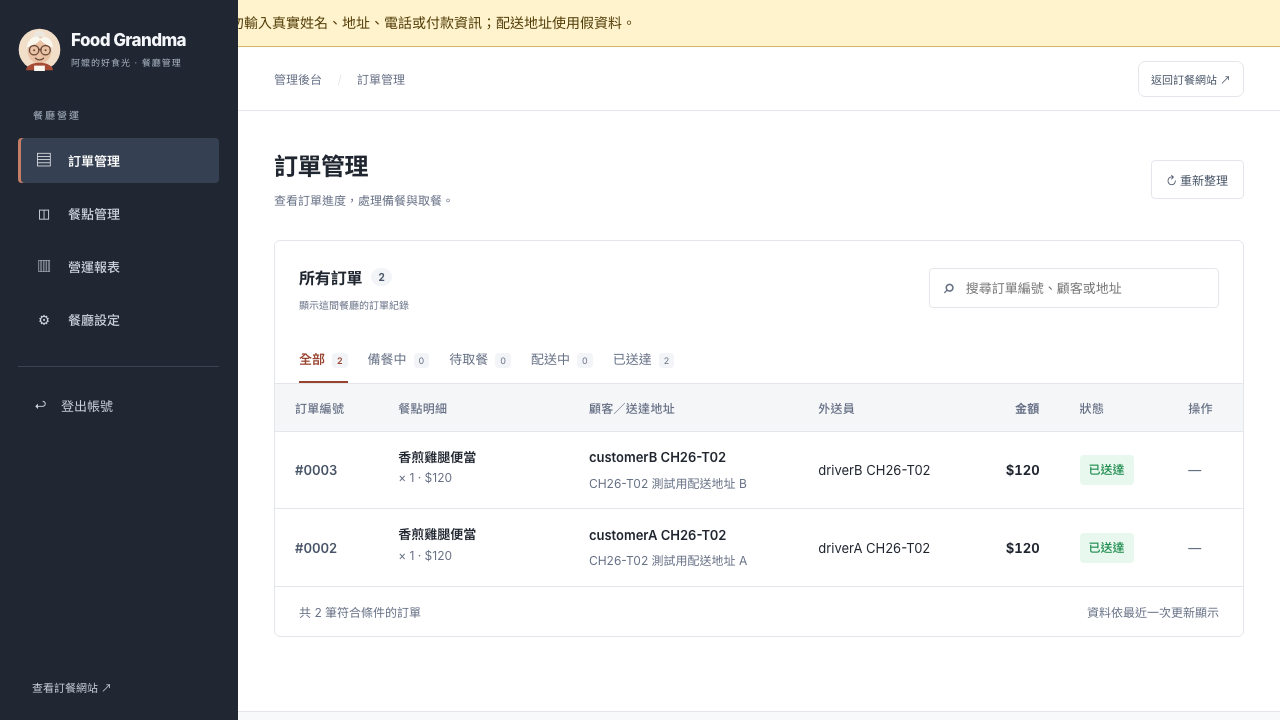 輸入真實姓名、地址、電話或付款資訊；配送地址使用假資料。
Food Grandma
阿嬤的好食光 · 餐廳管理
餐廳營運
訂單管理
餐點管理
營運報表
餐廳設定
登出帳號
查看訂餐網站 ↗
管理後台 / 訂單管理
返回訂餐網站 ↗
訂單管理
查看訂單進度，處理備餐與取餐。
↻ 重新整理
所有訂單 2
顯示這間餐廳的訂單紀錄
搜尋訂單編號、顧客或地址
全部 2 備餐中 0 待取餐 0 配送中 0 已送達 2
訂單編號 餐點明細 顧客／送達地址 外送員 金額 狀態 操作
#0003 香煎雞腿便當 × 1 · $120 customerB CH26-T02 CH26-T02 測試用配送地址 B driverB CH26-T02 $120 已送達 —
#0002 香煎雞腿便當 × 1 · $120 customerA CH26-T02 CH26-T02 測試用配送地址 A driverA CH26-T02 $120 已送達 —
共 2 筆符合條件的訂單
資料依最近一次更新顯示